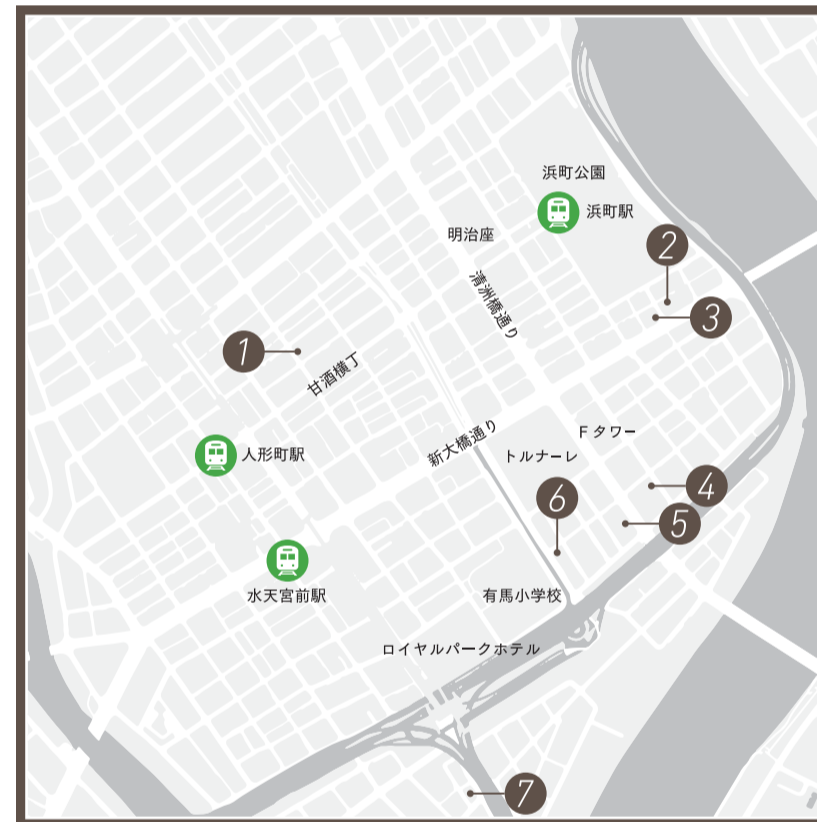 浜町公園
浜町駅
明治座
2
清洲橋通り
3
1
甘酒横丁
Fタワー
新大橋通り
人形町駅
トルナーレ
4
6
5
水天宮前駅
有馬小学校
ロイヤルパークホテル
7